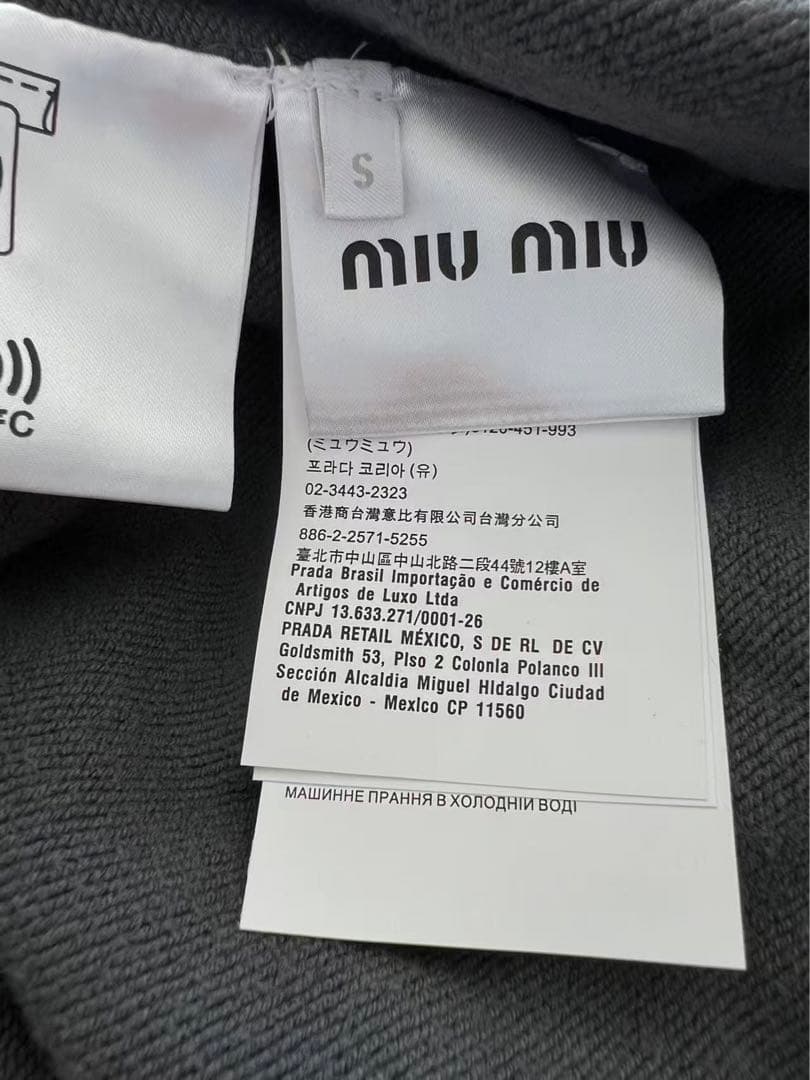 S
MIU MIU
FC
120-451-993
(ミュウミュウ)
프라다 코리아 (유)
02-3443-2323
香港商台灣意比有限公司台灣分公司
886-2-2571-5255
臺北市中山區中山北路二段44號12樓A室
Prada Brasil Importação e Comércio de
Artigos de Luxo Ltda
CNPJ 13.633.271/0001-26
PRADA RETAIL MÉXICO, S DE RL DE CV
Goldsmith 53, PIso 2 ColonIa Polanco III
Sección Alcaldia Miguel HIdalgo Ciudad
de Mexico - MexIco CP 11560
МАШИННЕ ПРАННЯ В ХОЛОДНІЙ ВОДІ